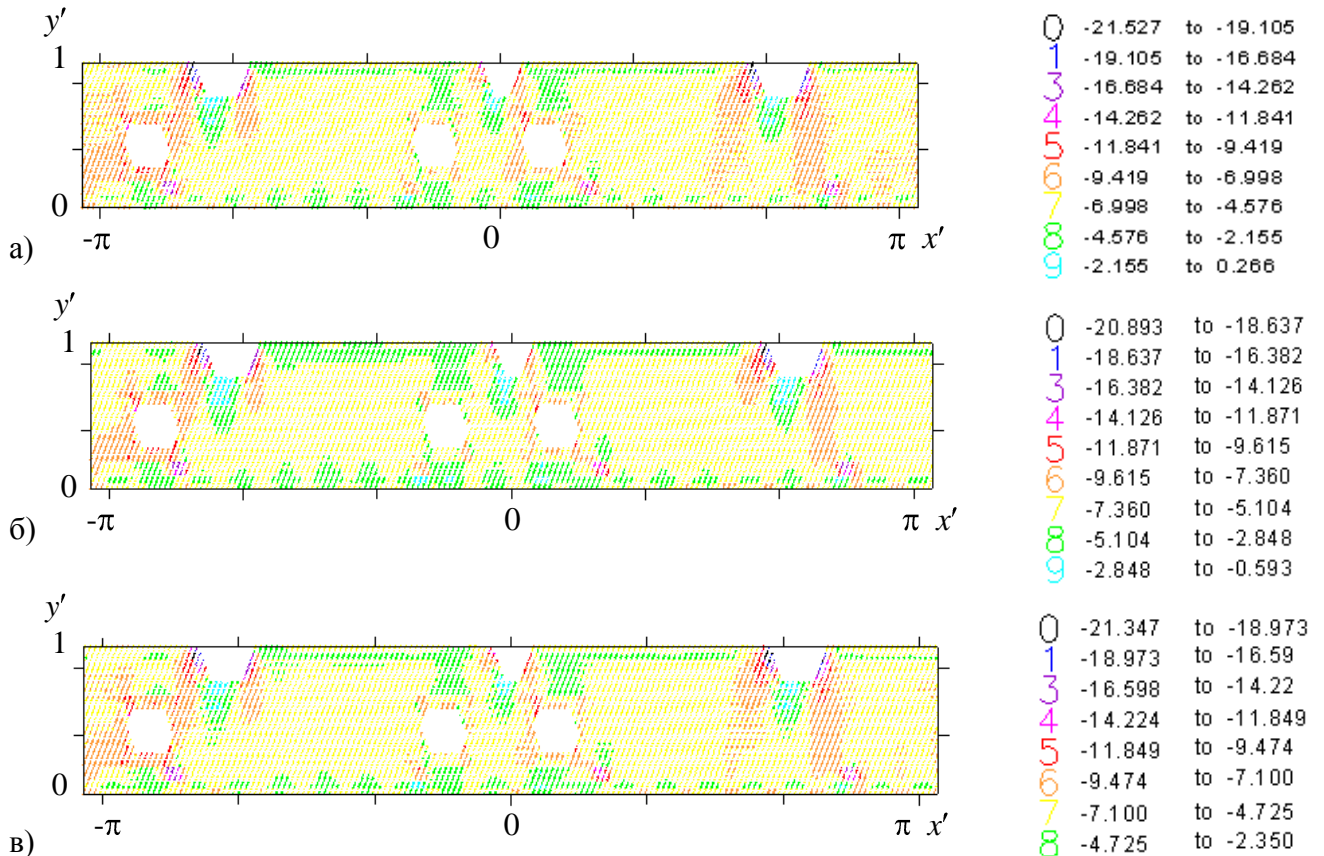 y'
1
0
-π
0
π x'
а)
0 -21.527 to -19.105
1 -19.105 to -16.684
3 -16.684 to -14.262
4 -14.262 to -11.841
5 -11.841 to -9.419
6 -9.419 to -6.998
7 -6.998 to -4.576
8 -4.576 to -2.155
9 -2.155 to 0.266
y'
1
0
-π
0
π x'
б)
0 -20.893 to -18.637
1 -18.637 to -16.382
3 -16.382 to -14.126
4 -14.126 to -11.871
5 -11.871 to -9.615
6 -9.615 to -7.360
7 -7.360 to -5.104
8 -5.104 to -2.848
9 -2.848 to -0.593
y'
1
0
-π
0
π x'
в)
0 -21.347 to -18.973
1 -18.973 to -16.59
3 -16.598 to -14.22
4 -14.224 to -11.849
5 -11.849 to -9.474
6 -9.474 to -7.100
7 -7.100 to -4.725
8 -4.725 to -2.350